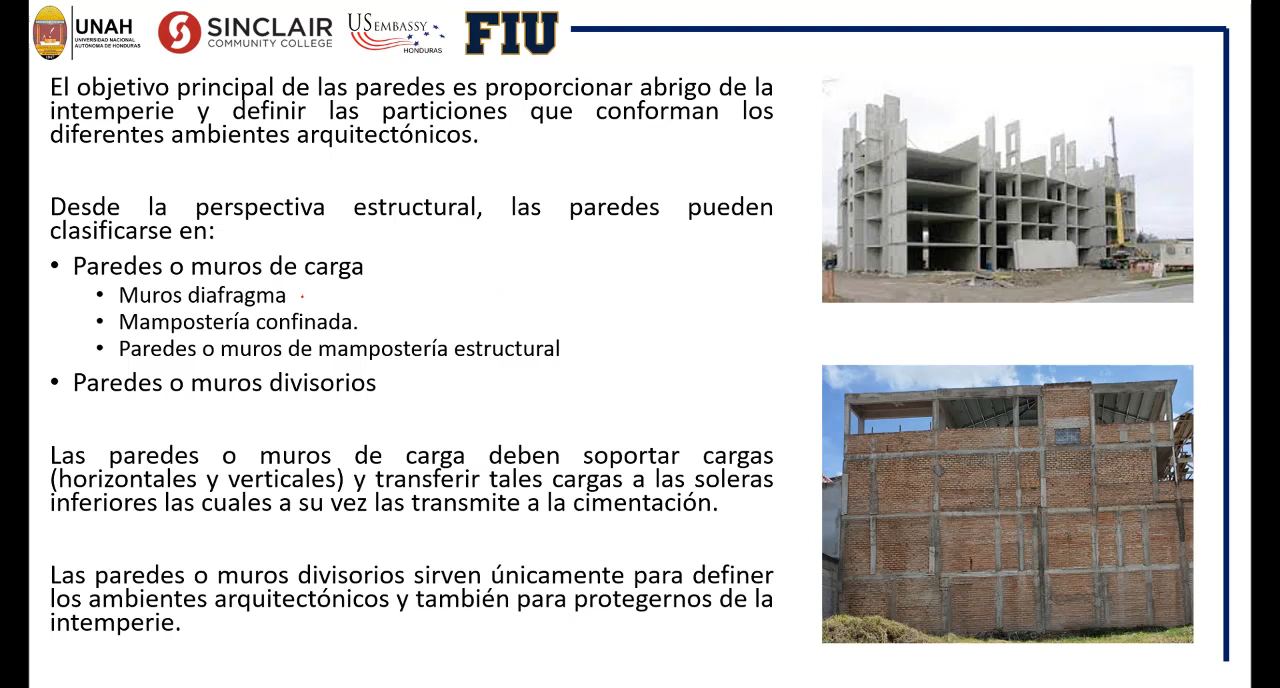 UNAH
UNIVERSIDAD NACIONAL
AUTÓNOMA DE HONDURAS
SINCLAIR
COMMUNITY COLLEGE
US EMBASSY
HONDURAS
FIU
El objetivo principal de las paredes es proporcionar abrigo de la
intemperie y definir las particiones que conforman los
diferentes ambientes arquitectónicos.
Desde la perspectiva estructural, las paredes pueden
clasificarse en:
• Paredes o muros de carga
• Muros diafragma
• Mampostería confinada.
• Paredes o muros de mampostería estructural
• Paredes o muros divisorios
Las paredes o muros de carga deben soportar cargas
(horizontales y verticales) y transferir tales cargas a las soleras
inferiores las cuales a su vez las transmite a la cimentación.
Las paredes o muros divisorios sirven únicamente para definer
los ambientes arquitectónicos y también para protegernos de la
intemperie.